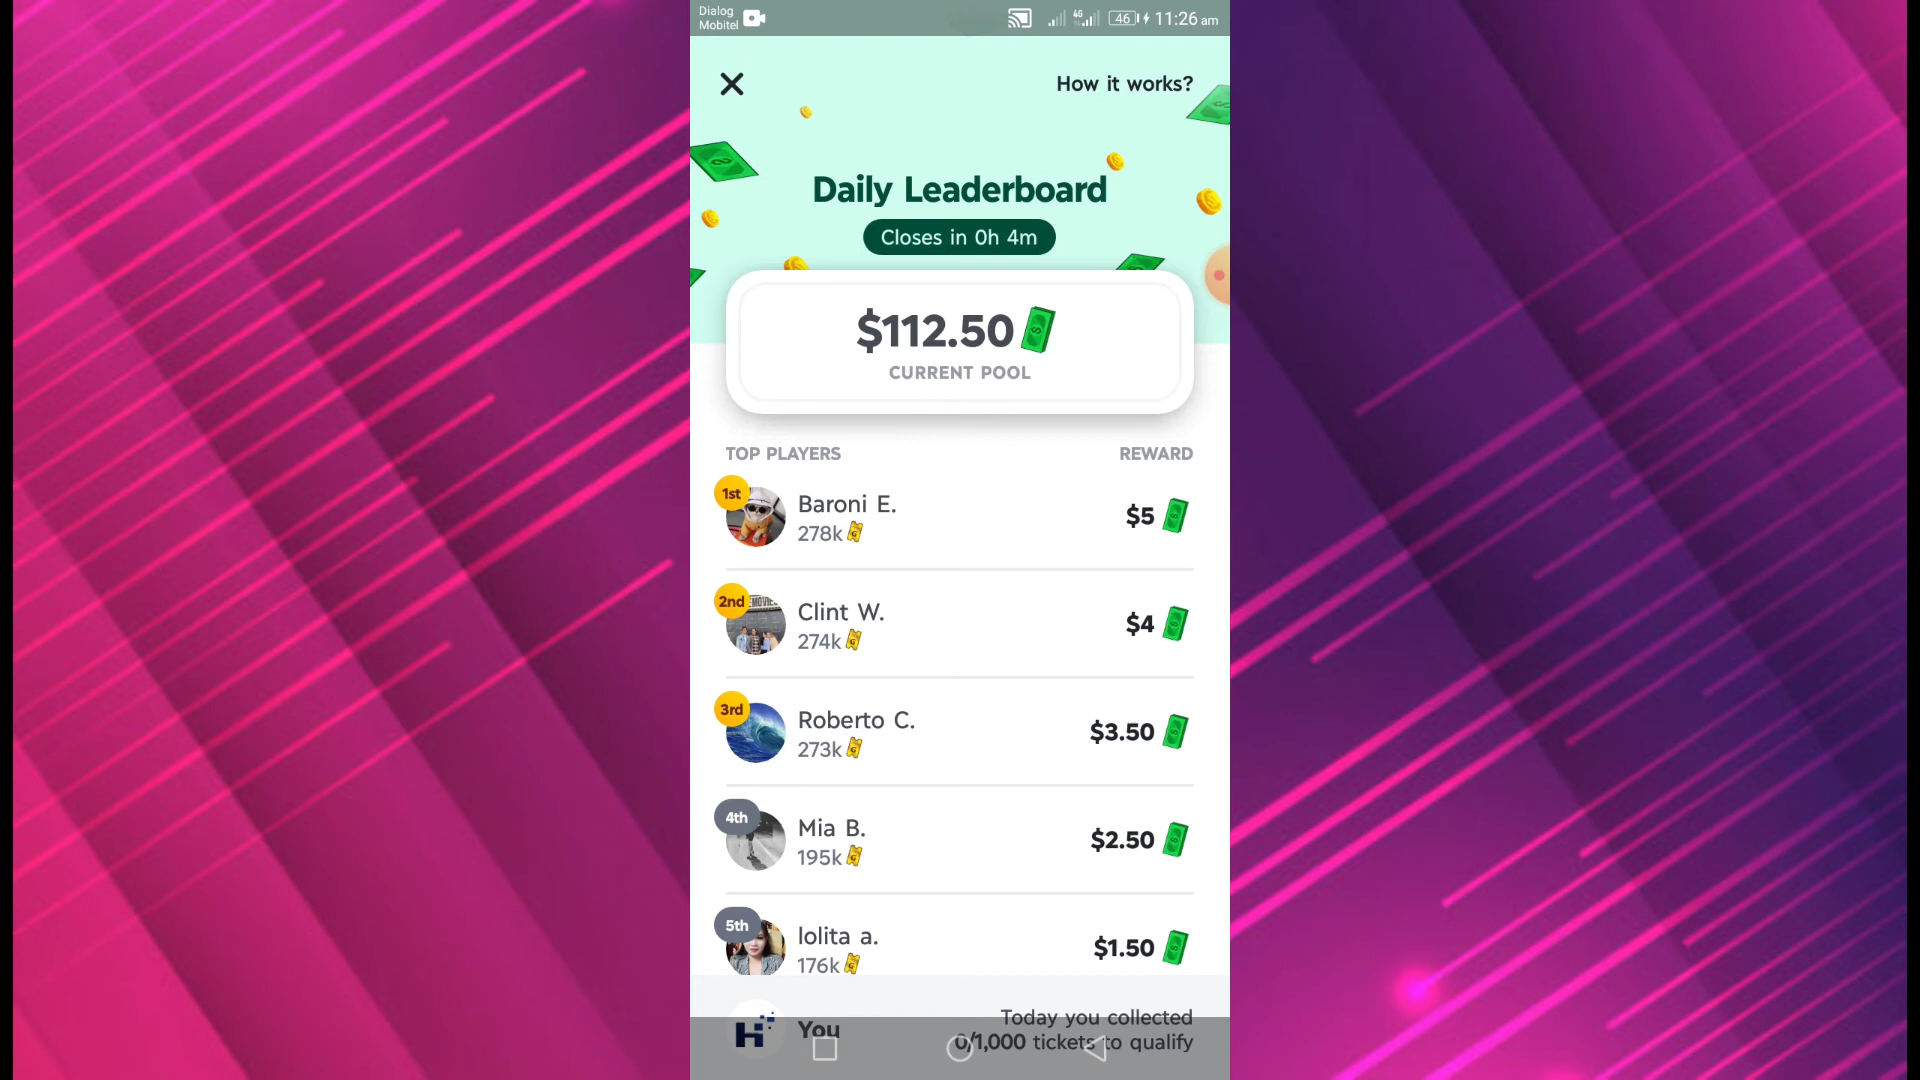 Dialog
Mobitel
4G
46
11:26 am
How it works?
Daily Leaderboard
Closes in 0h 4m
$112.50
CURRENT POOL
TOP PLAYERS
REWARD
1st
Baroni E.
278k
$5
2nd
Clint W.
274k
$4
3rd
Roberto C.
273k
$3.50
4th
Mia B.
195k
$2.50
5th
lolita a.
176k
$1.50
H
You
Today you collected
0/1,000 tickets to qualify